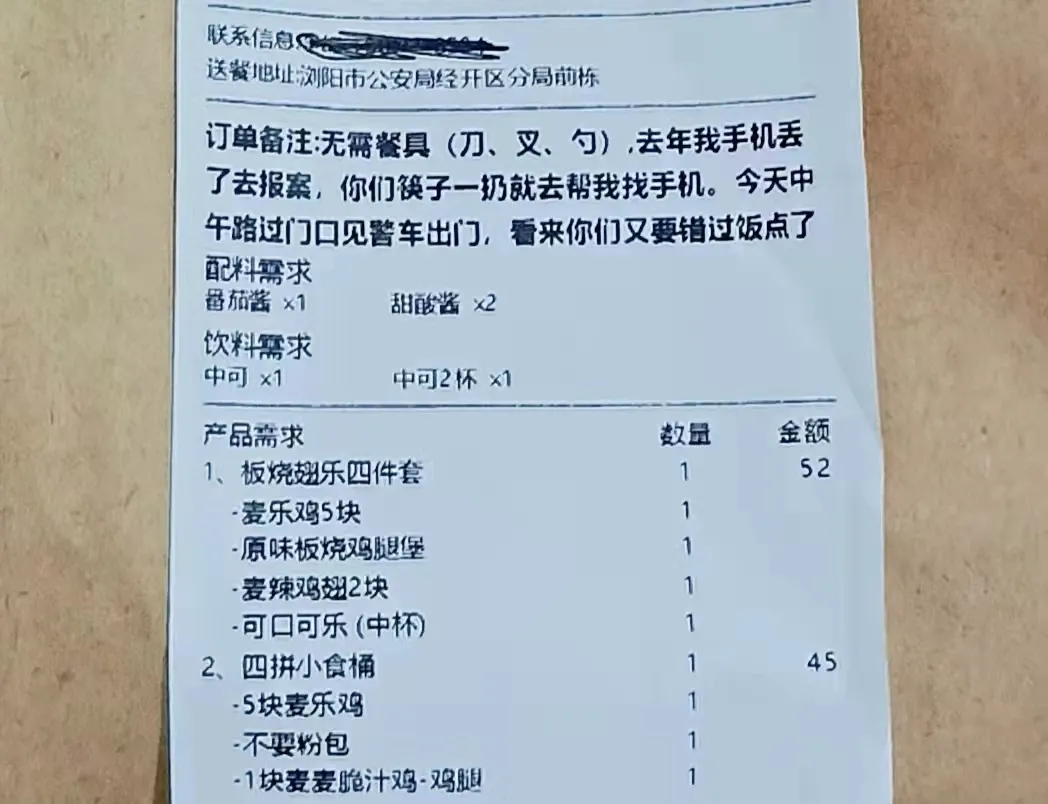 联系信息
送餐地址:浏阳市公安局经开区分局前栋
订单备注:无需餐具（刀、叉、勺）,去年我手机丢
了去报案，你们筷子一扔就去帮我找手机。今天中
午路过门口见警车出门，看来你们又要错过饭点了
配料需求
番茄酱 x1 甜酸酱 x2
饮料需求
中可 x1 中可2杯 x1
产品需求 数量 金额
1、板烧翅乐四件套 1 52
-麦乐鸡5块 1
-原味板烧鸡腿堡 1
-麦辣鸡翅2块 1
-可口可乐(中杯) 1
2、四拼小食桶 1 45
-5块麦乐鸡 1
-不要粉包 1
-1块麦麦脆汁鸡-鸡腿 1